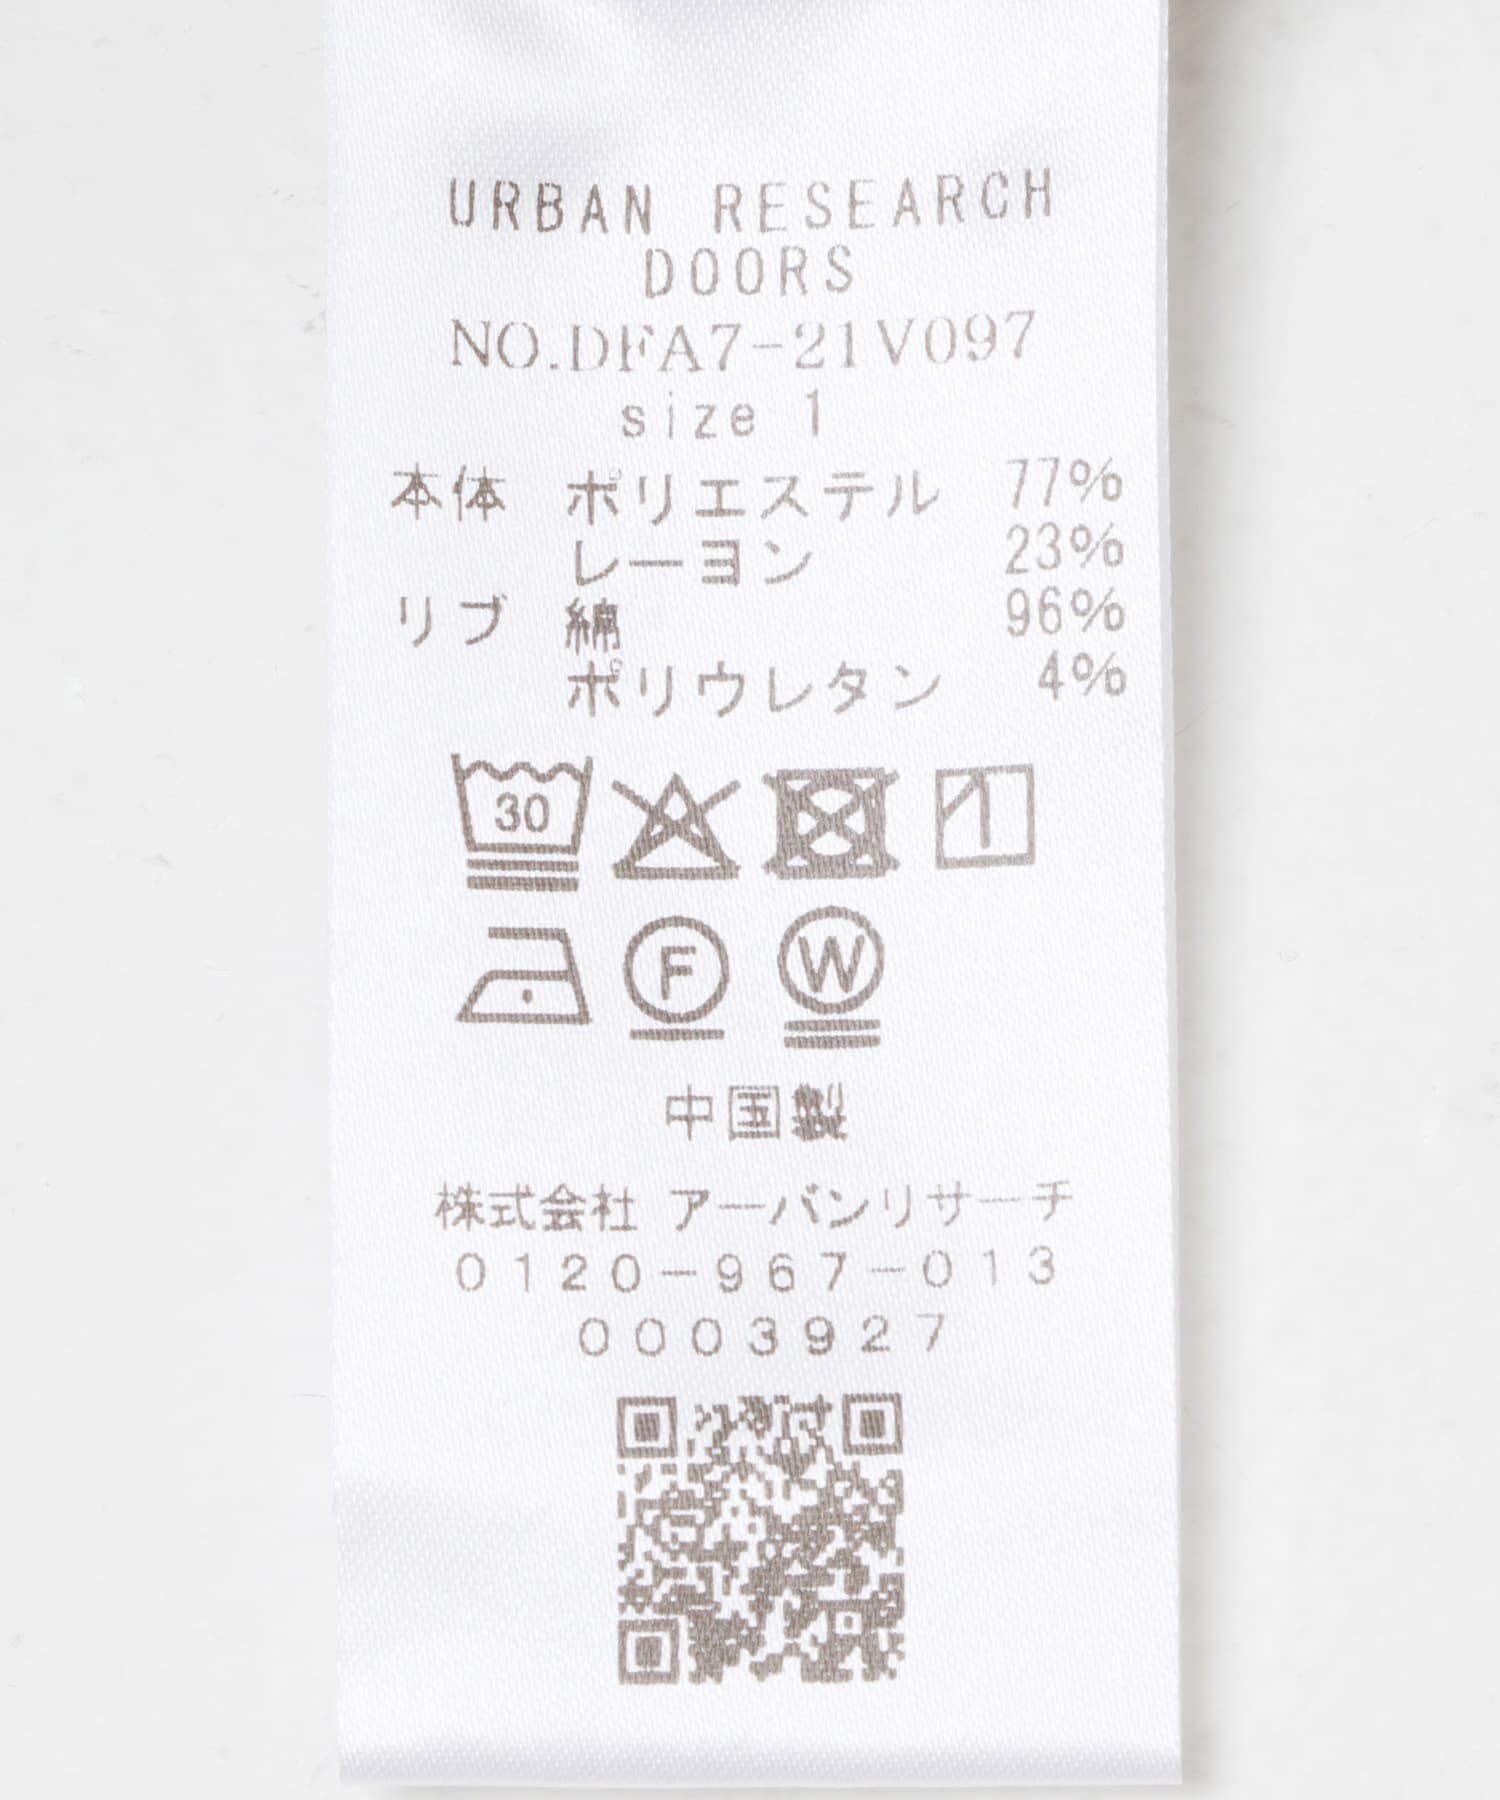 URBAN RESEARCH
DOORS
NO.DFA7-21V097
size 1
本体 ポリエステル 77%
レーヨン 23%
リブ 綿 96%
ポリウレタン 4%
30
F W
中国製
株式会社 アーバンリサーチ
0120-967-013
0003927